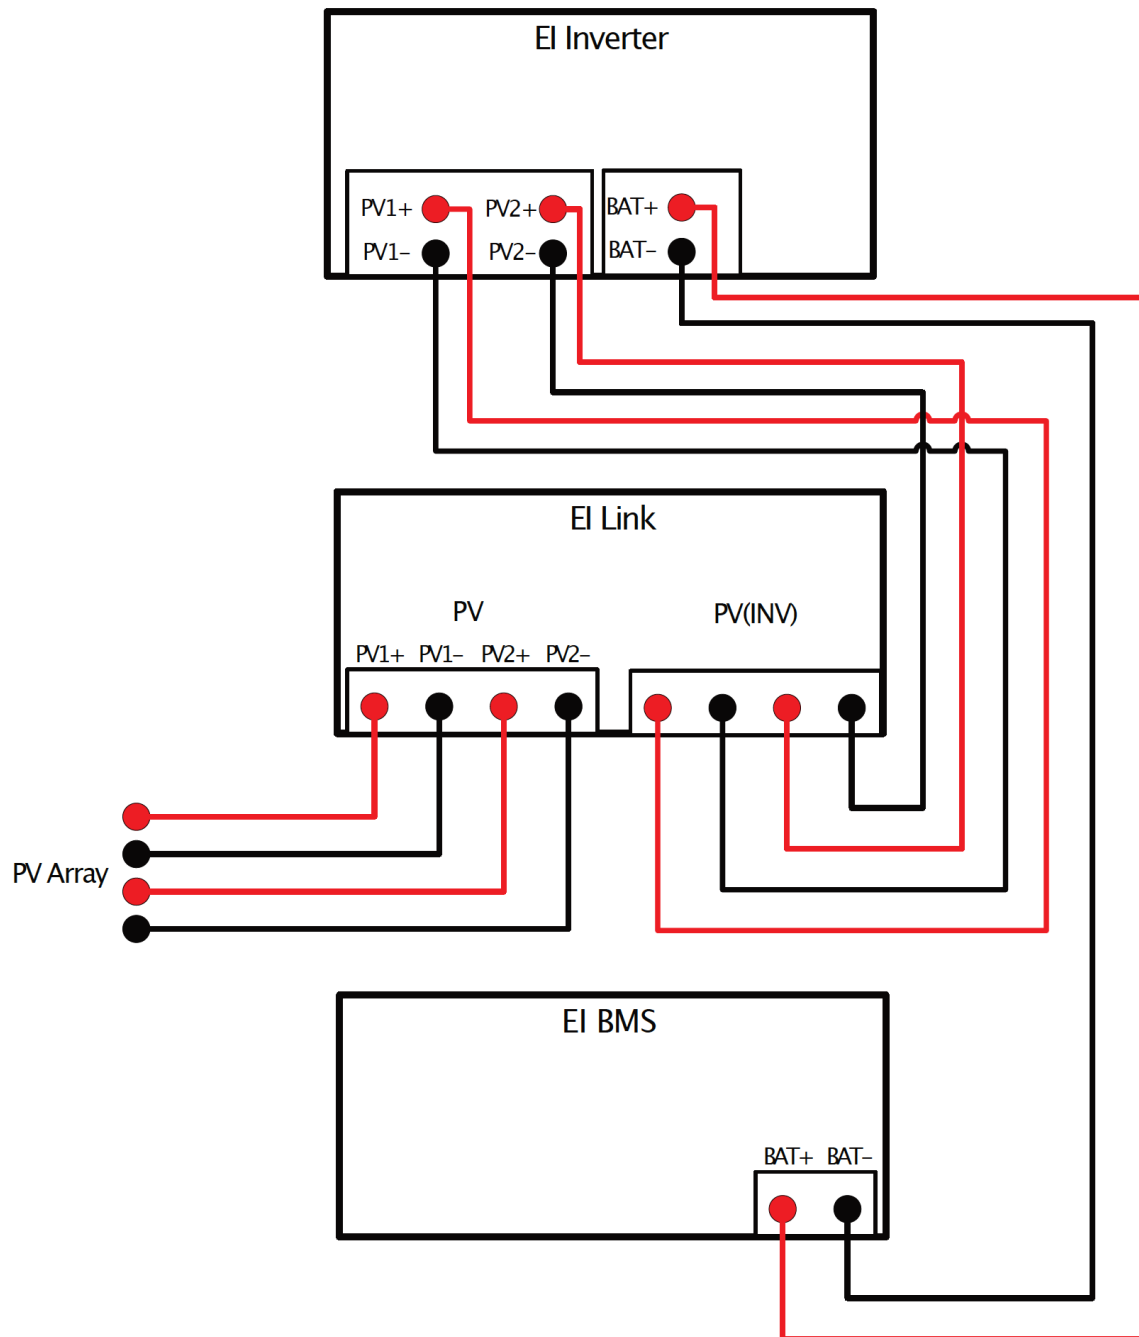 EI Inverter
PV1+ PV2+ BAT+
PV1– PV2– BAT–
EI Link
PV PV(INV)
PV1+ PV1– PV2+ PV2–
PV Array
EI BMS
BAT+ BAT–